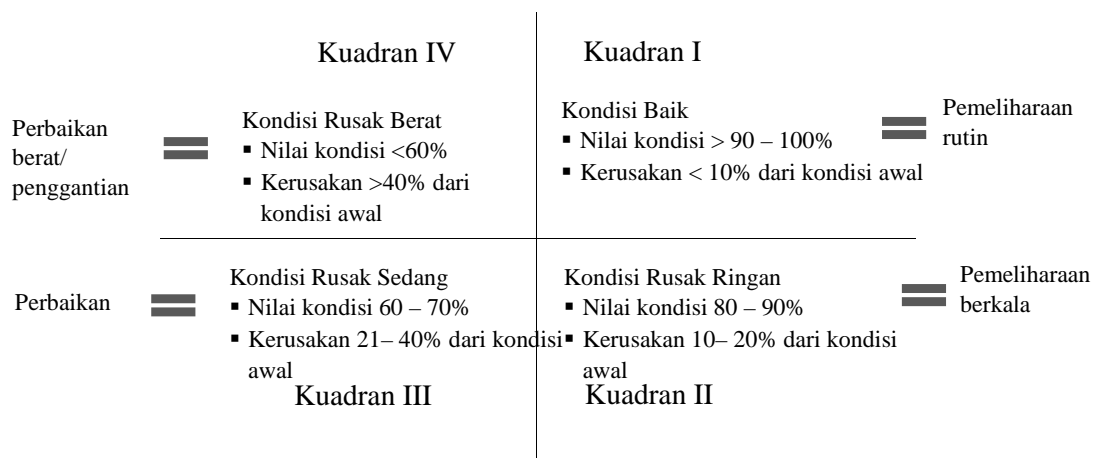 Kuadran IV
Kuadran I
Perbaikan
berat/
penggantian
Kondisi Rusak Berat
▪ Nilai kondisi <60%
▪ Kerusakan >40% dari
kondisi awal
Kondisi Baik
▪ Nilai kondisi > 90 – 100%
▪ Kerusakan < 10% dari kondisi awal
Pemeliharaan
rutin
Perbaikan
Kondisi Rusak Sedang
▪ Nilai kondisi 60 – 70%
▪ Kerusakan 21– 40% dari kondisi
awal
Kuadran III
Kondisi Rusak Ringan
▪ Nilai kondisi 80 – 90%
▪ Kerusakan 10– 20% dari kondisi
awal
Kuadran II
Pemeliharaan
berkala